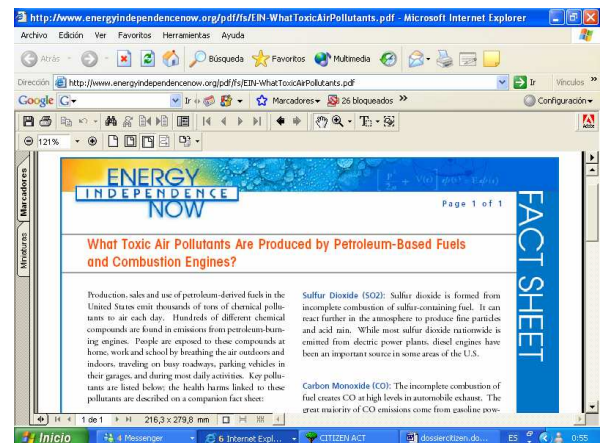 http://www.energyindependencenow.org/pdf/fs/EIN-WhatToxicAirPollutants.pdf - Microsoft Internet Explorer
Archivo Edición Ver Favoritos Herramientas Ayuda
Atrás Búsqueda Favoritos Multimedia
Dirección http://www.energyindependencenow.org/pdf/fs/EIN-WhatToxicAirPollutants.pdf Ir Vínculos »
Google G Ir Marcadores 26 bloqueados » Configuración
121%
Marcadores
Miniaturas
ENERGY
INDEPENDENCE
NOW
Page 1 of 1
FACT SHEET
What Toxic Air Pollutants Are Produced by Petroleum-Based Fuels
and Combustion Engines?
Production, sales and use of petroleum-derived fuels in the
United States emit thousands of tons of chemical pollu-
tants to air each day. Hundreds of different chemical
compounds are found in emissions from petroleum-burn-
ing engines. People are exposed to these compounds at
home, work and school by breathing the air outdoors and
indoors, traveling on busy roadways, parking vehicles in
their garages, and during most daily activities. Key pollu-
tants are listed below; the health harms linked to these
pollutants are described on a companion fact sheet:
Sulfur Dioxide (SO2): Sulfur dioxide is formed from
incomplete combustion of sulfur-containing fuel. It can
react further in the atmosphere to produce fine particles
and acid rain. While most sulfur dioxide nationwide is
emitted from electric power plants, diesel engines have
been an important source in some areas of the U.S.
Carbon Monoxide (CO): The incomplete combustion of
fuel creates CO at high levels in automobile exhaust. The
great majority of CO emissions come from gasoline pow-
1 de 1 216,3 x 279,8 mm
Inicio 4 Messenger 6 Internet Expl... CITIZEN ACT dossiercitizen.do... ES 0:55